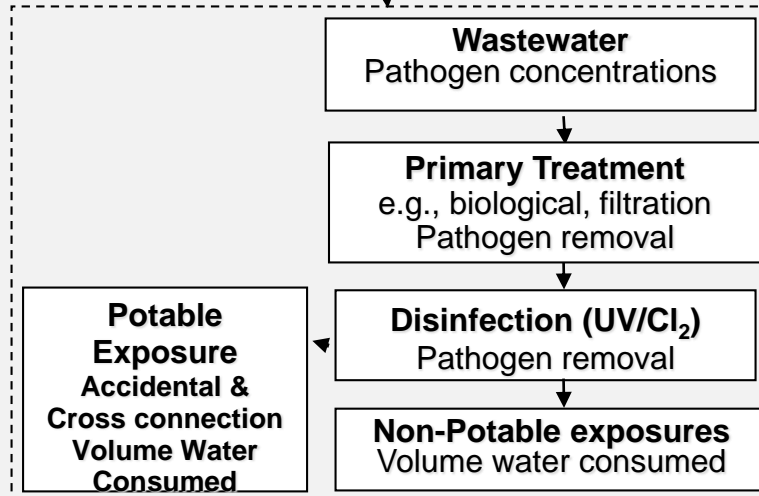 Wastewater
Pathogen concentrations
Primary Treatment
e.g., biological, filtration
Pathogen removal
Disinfection (UV/Cl₂)
Pathogen removal
Potable
Exposure
Accidental &
Cross connection
Volume Water
Consumed
Non-Potable exposures
Volume water consumed